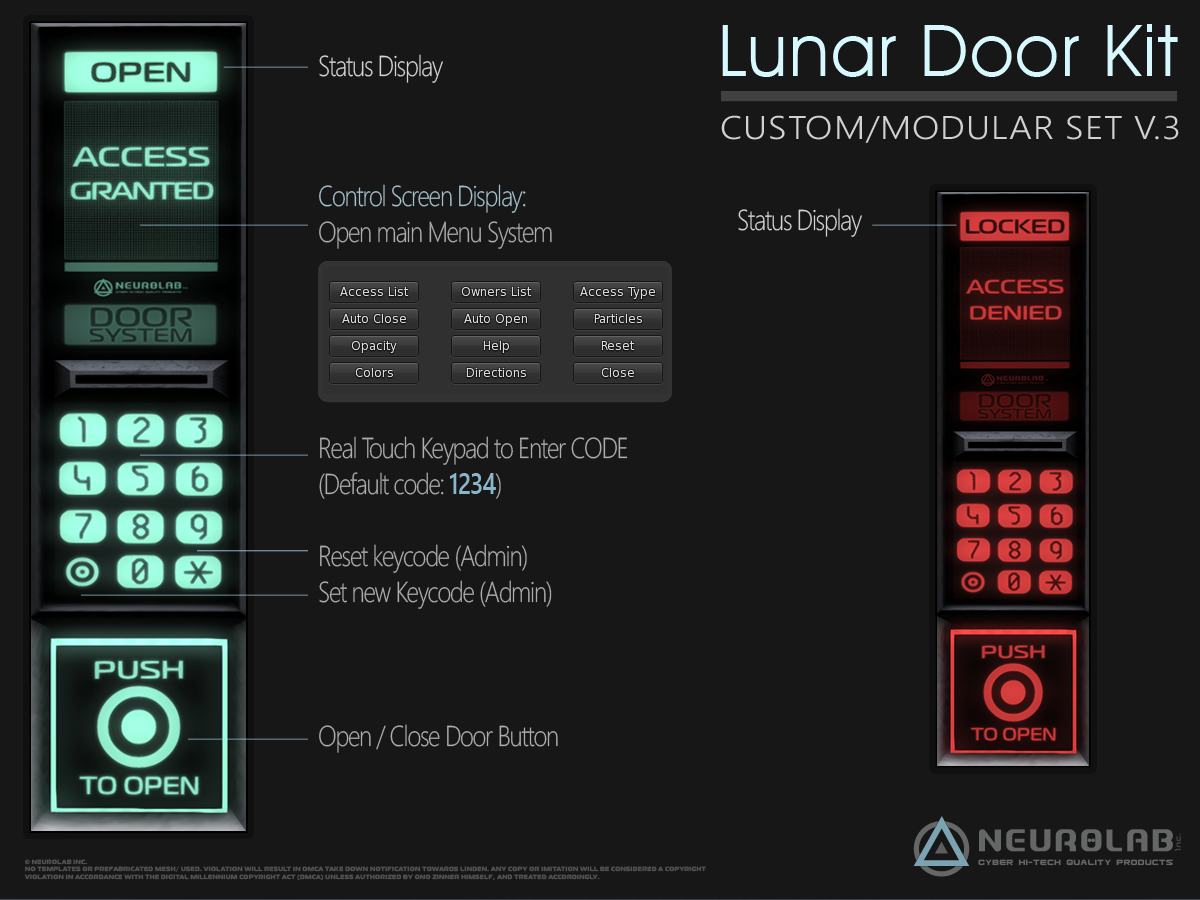 Lunar Door Kit
CUSTOM/MODULAR SET V.3
OPEN
Status Display
ACCESS
GRANTED
Control Screen Display:
Open main Menu System
NEUROLAB INC.
CYBER HI-TECH QUALITY PRODUCTS
DOOR
SYSTEM
Access List Owners List Access Type
Auto Close Auto Open Particles
Opacity Help Reset
Colors Directions Close
1 2 3
4 5 6
7 8 9
0 *
Real Touch Keypad to Enter CODE
(Default code: 1234)
Reset keycode (Admin)
Set new Keycode (Admin)
PUSH
TO OPEN
Open / Close Door Button
Status Display
LOCKED
ACCESS
DENIED
NEUROLAB
DOOR
SYSTEM
1 2 3
4 5 6
7 8 9
0 *
PUSH
TO OPEN
NEUROLAB Inc.
CYBER HI-TECH QUALITY PRODUCTS
© NEUROLAB INC.
NO TEMPLATES OR PREFABRICATED MESH/ USED. VIOLATION WILL RESULT IN DMCA TAKE DOWN NOTIFICATION TOWARDS LINDEN. ANY COPY OR IMITATION WILL BE CONSIDERED A COPYRIGHT
VIOLATION IN ACCORDANCE WITH THE DIGITAL MILLENNIUM COPYRIGHT ACT (DMCA) UNLESS AUTHORIZED BY ONO ZINNER HIMSELF, AND TREATED ACCORDINGLY.